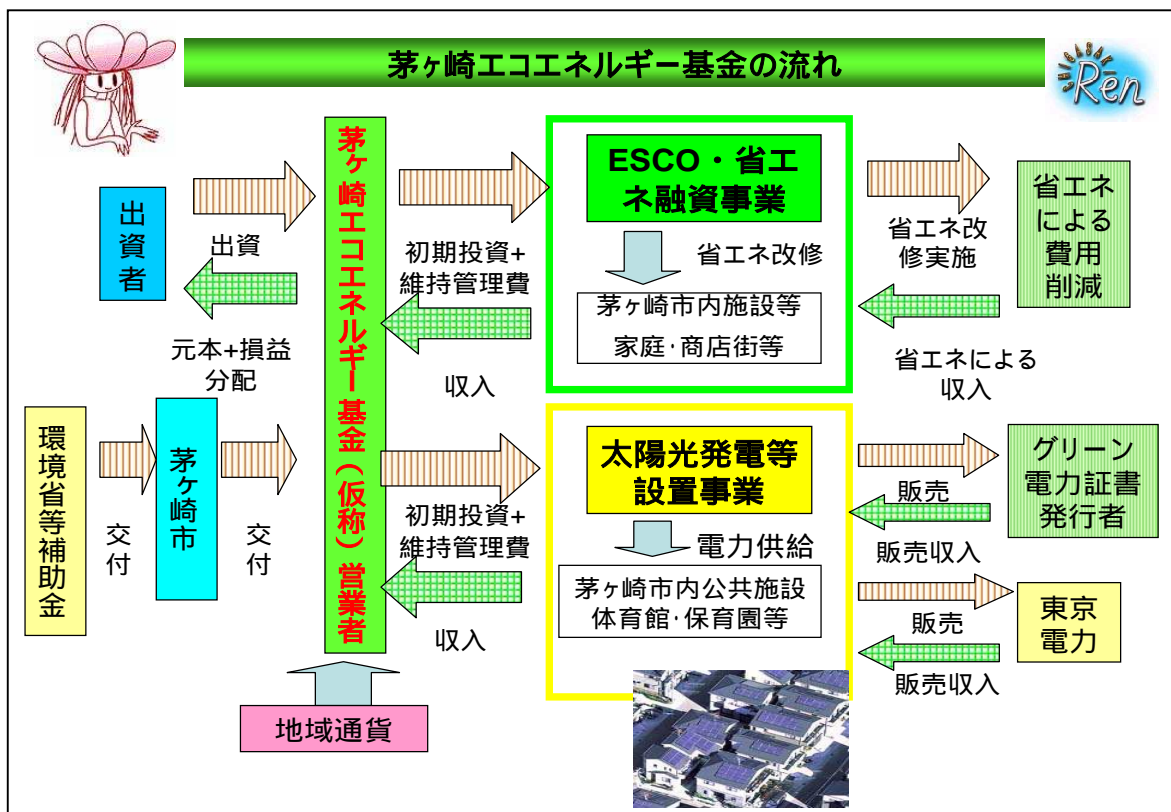 茅ヶ崎エコエネルギー基金の流れ
CHIGASAKI
Ren
出資者
出資
元本+損益
分配
環境省等補助金
交付
茅ヶ崎市
交付
茅ヶ崎エコエネルギー基金(仮称)営業者
地域通貨
初期投資+
維持管理費
収入
ESCO・省エ
ネ融資事業
省エネ改修
茅ヶ崎市内施設等
家庭・商店街等
省エネ改
修実施
省エネによる
収入
省エネ
による
費用
削減
初期投資+
維持管理費
収入
太陽光発電等
設置事業
電力供給
茅ヶ崎市内公共施設
体育館・保育園等
販売
販売収入
グリーン
電力証書
発行者
販売
販売収入
東京
電力